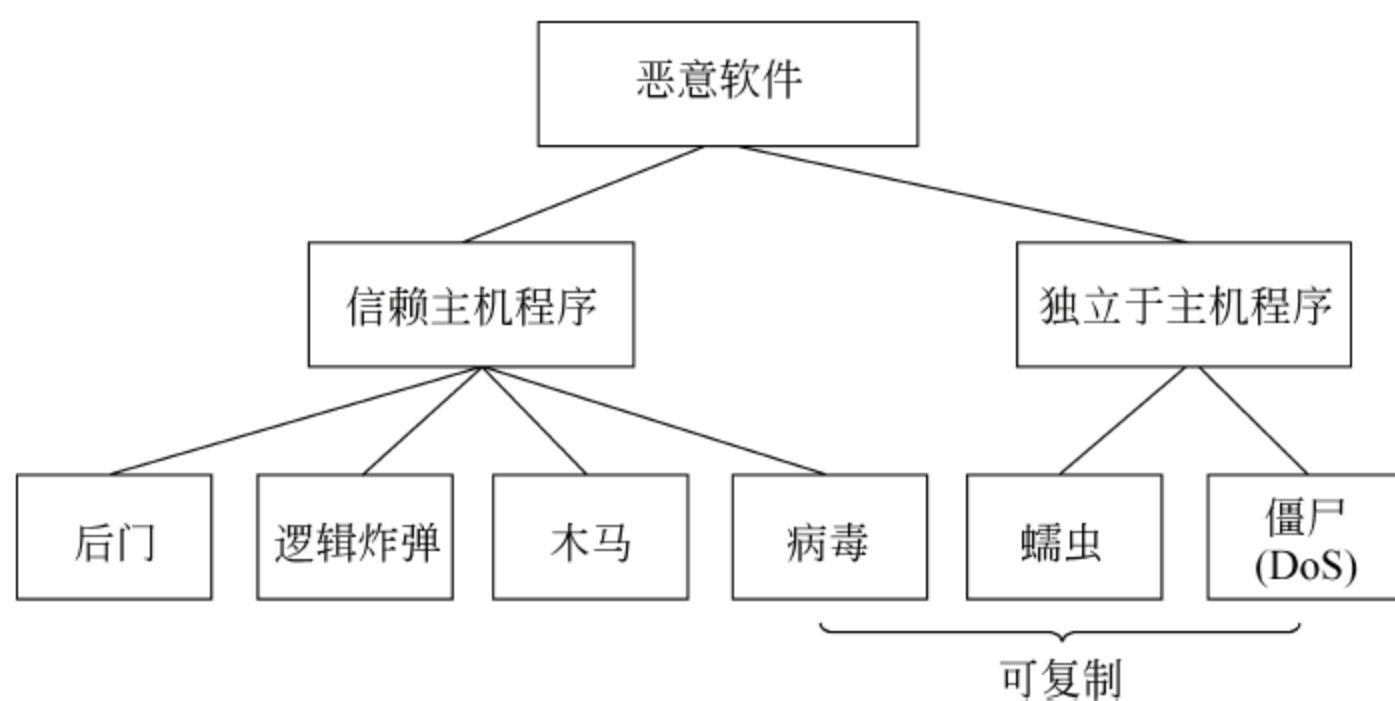 恶意软件
信赖主机程序
独立于主机程序
后门
逻辑炸弹
木马
病毒
蠕虫
僵尸
(DoS)
可复制